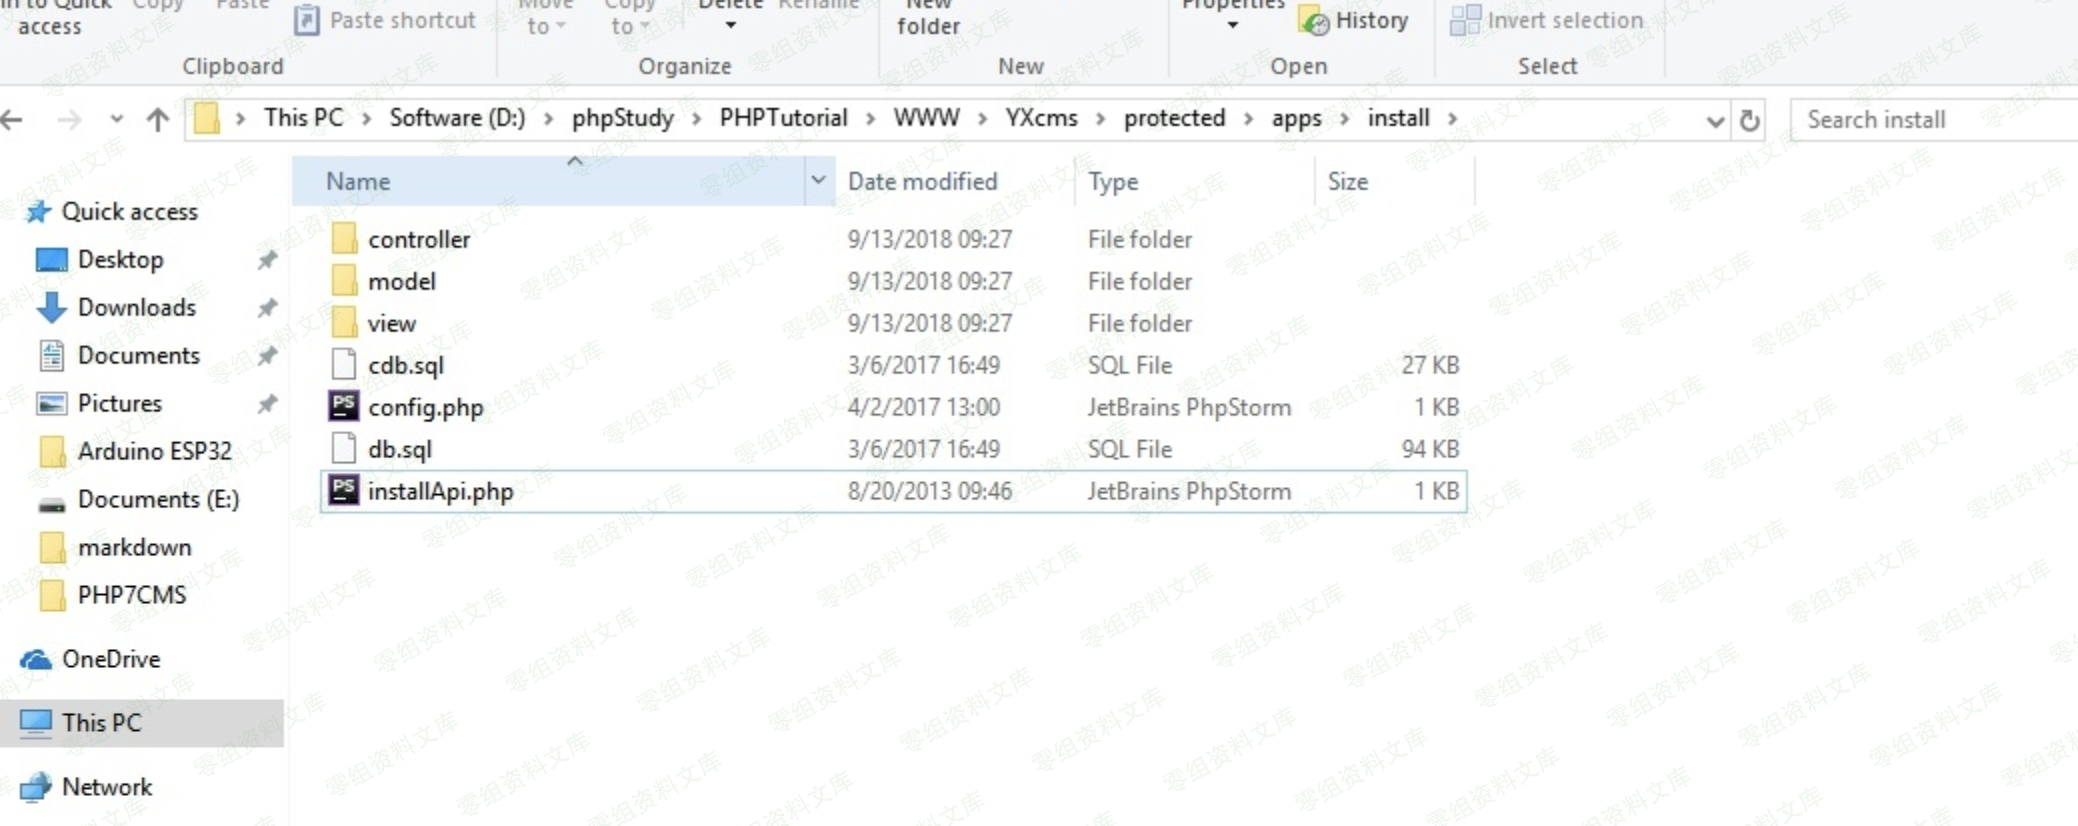 access
Copy
Paste
Paste shortcut
Move to
Copy to
Delete
Rename
New folder
Properties
History
Invert selection
Clipboard
Organize
New
Open
Select
This PC
Software (D:)
phpStudy
PHPTutorial
WWW
YXcms
protected
apps
install
Search install
Name
Date modified
Type
Size
Quick access
Desktop
Downloads
Documents
Pictures
Arduino ESP32
Documents (E:)
markdown
PHP7CMS
OneDrive
This PC
Network
controller 9/13/2018 09:27 File folder
model 9/13/2018 09:27 File folder
view 9/13/2018 09:27 File folder
cdb.sql 3/6/2017 16:49 SQL File 27 KB
config.php 4/2/2017 13:00 JetBrains PhpStorm 1 KB
db.sql 3/6/2017 16:49 SQL File 94 KB
installApi.php 8/20/2013 09:46 JetBrains PhpStorm 1 KB
零组资料文库